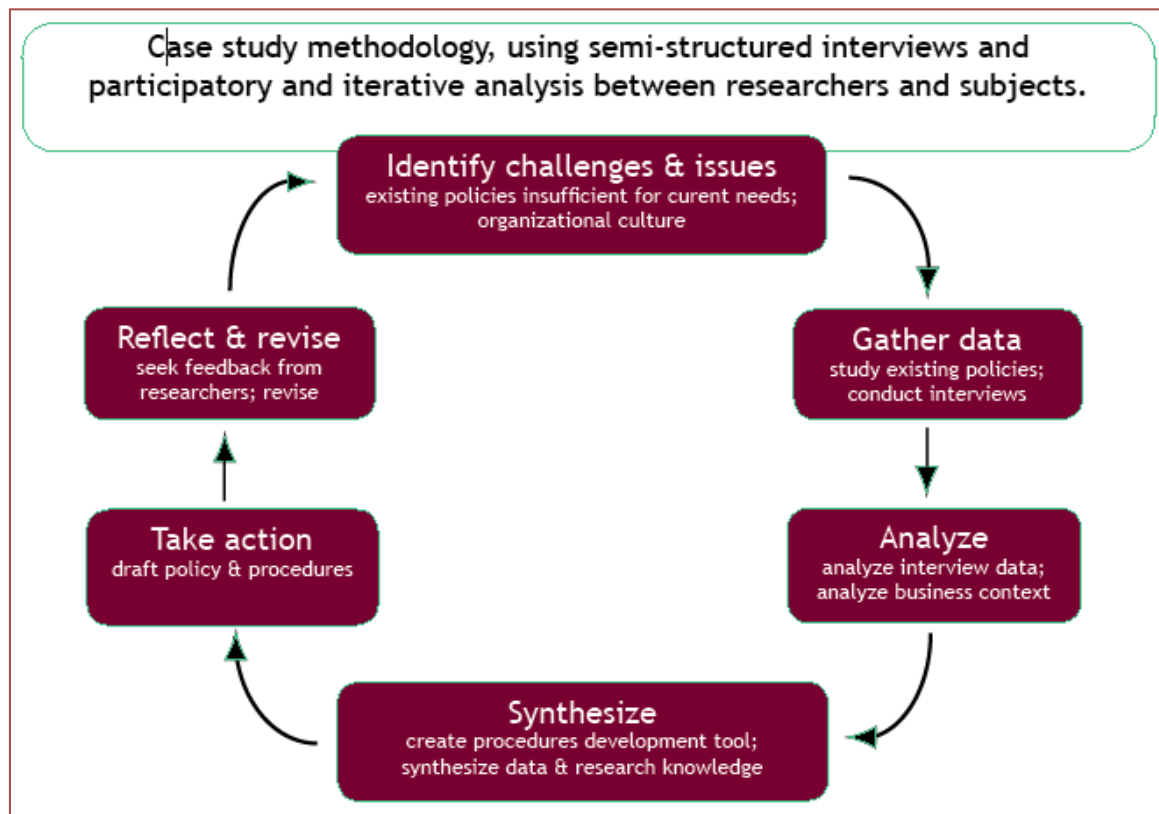 Case study methodology, using semi-structured interviews and
participatory and iterative analysis between researchers and subjects.
Identify challenges & issues
existing policies insufficient for curent needs;
organizational culture
Gather data
study existing policies;
conduct interviews
Analyze
analyze interview data;
analyze business context
Synthesize
create procedures development tool;
synthesize data & research knowledge
Take action
draft policy & procedures
Reflect & revise
seek feedback from
researchers; revise